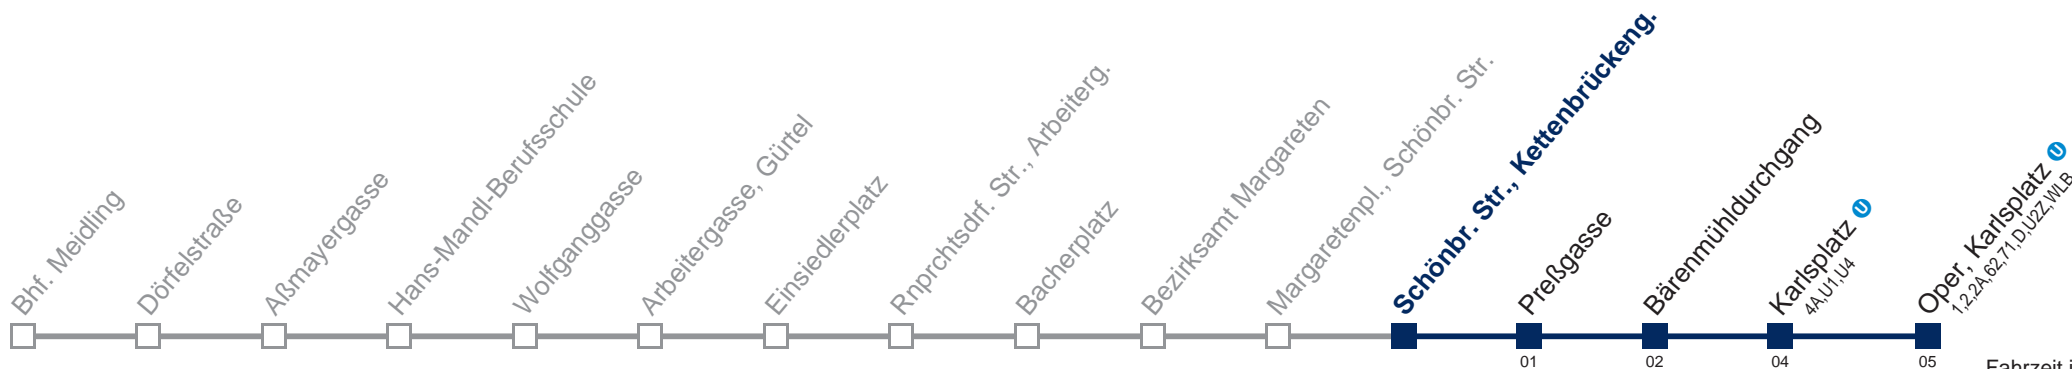 Bhf. Meidling
Dörfelstraße
Aßmayergasse
Hans-Mandl-Berufsschule
Wolfganggasse
Arbeitergasse, Gürtel
Einsiedlerplatz
Rnprchtsdrf. Str., Arbeiterg.
Bacherplatz
Bezirksamt Margareten
Margaretenpl., Schönbr. Str.
Schönbr. Str., Kettenbrückeng.
Preßgasse
Bärenmühldurchgang
Karlsplatz U
4A,U1,U4
Oper, Karlsplatz U
1,2,2A,62,71,D,U2Z,WLB
01
02
04
05
Fahrzeit i